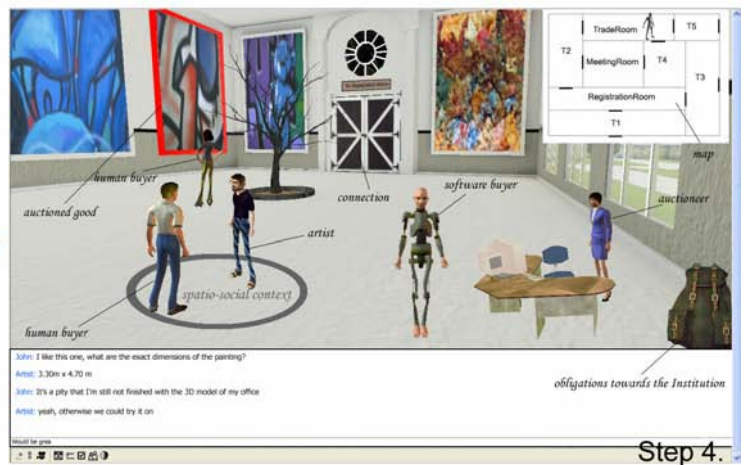 TradeRoom
T5
T2
MeetingRoom
T4
T3
RegistrationRoom
T1
map
human buyer
auctioned good
connection
software buyer
auctioneer
artist
spatio-social context
human buyer
obligations towards the Institution
John: I like this one, what are the exact dimensions of the painting?
Artist: 3.30m x 4.70 m
John: It's a pity that I'm still not finished with the 3D model of my office
Artist: yeah, otherwise we could try it on
Would be grea
Step 4.